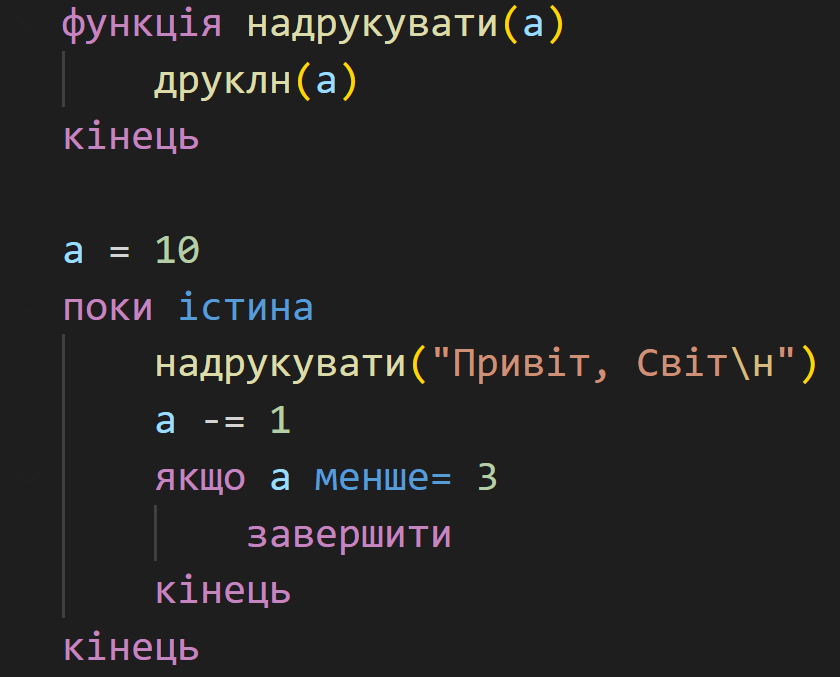 функція надрукувати(а)
друклн(а)
кінець
а = 10
поки істина
надрукувати("Привіт, Світ\н")
а -= 1
якщо а менше= 3
завершити
кінець
кінець